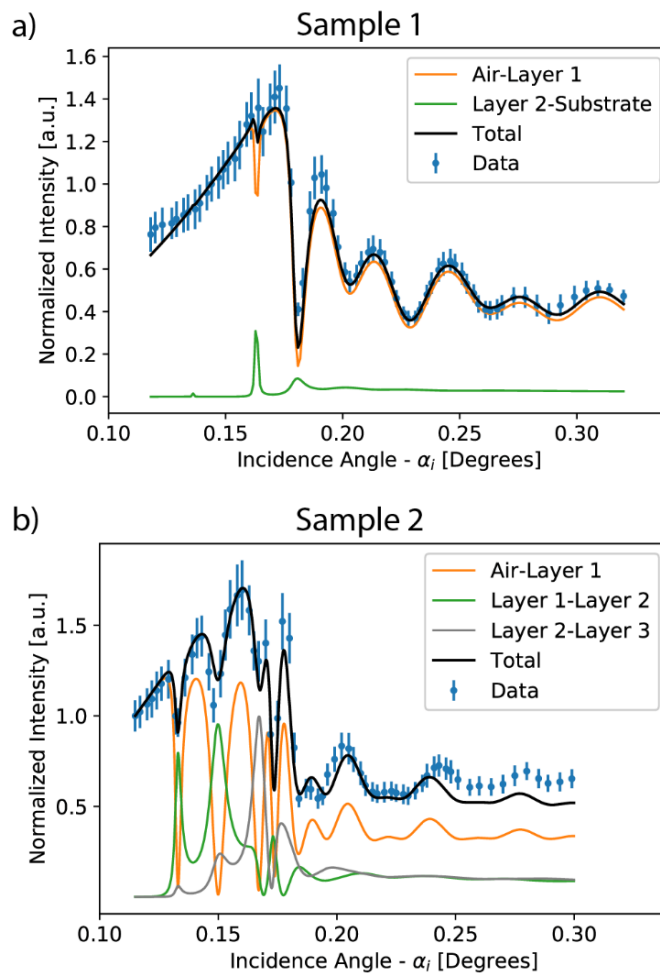 a)
Sample 1
Normalized Intensity [a.u.]
1.6
1.4
1.2
1.0
0.8
0.6
0.4
0.2
0.0
Air-Layer 1
Layer 2-Substrate
Total
Data
0.10
0.15
0.20
0.25
0.30
Incidence Angle - αi [Degrees]
b)
Sample 2
Normalized Intensity [a.u.]
1.5
1.0
0.5
Air-Layer 1
Layer 1-Layer 2
Layer 2-Layer 3
Total
Data
0.10
0.15
0.20
0.25
0.30
Incidence Angle - αi [Degrees]